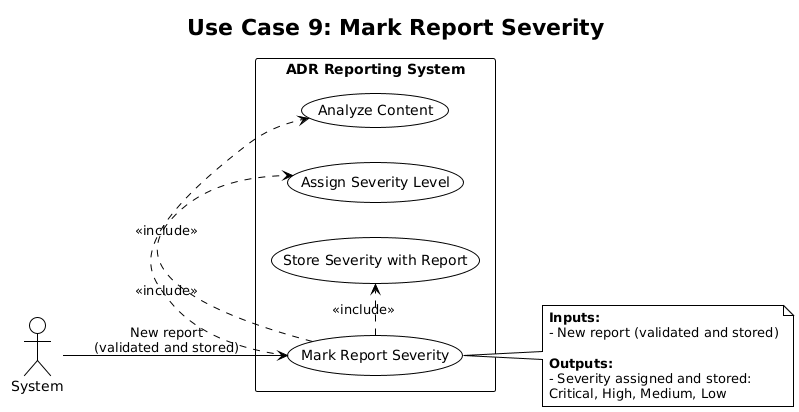 Use Case 9: Mark Report Severity
ADR Reporting System
Analyze Content
Assign Severity Level
«include»
Store Severity with Report
«include»
«include»
New report
(validated and stored)
System
Mark Report Severity
Inputs:
- New report (validated and stored)
Outputs:
- Severity assigned and stored:
Critical, High, Medium, Low